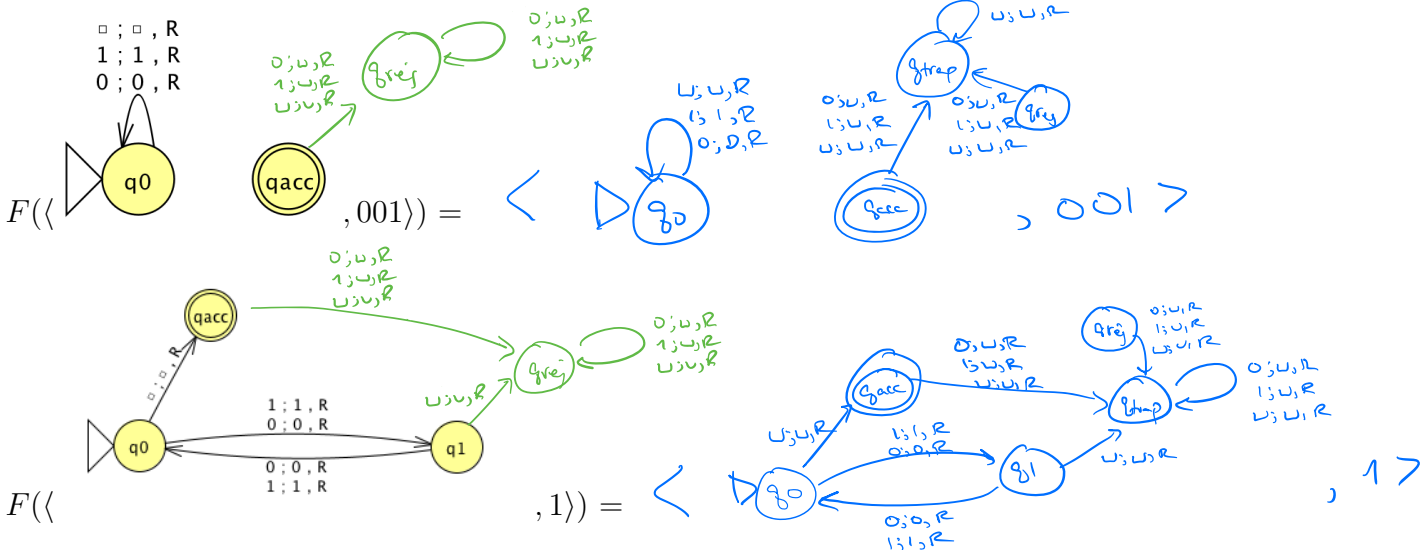 □ ; □ , R
1 ; 1 , R
0 ; 0 , R
q0
qacc
0 ; ␣, R
1 ; ␣, R
␣ ; ␣, R
qrej
0 ; ␣, R
1 ; ␣, R
␣ ; ␣, R
F(⟨ , 001⟩) =
<
␣ ; ␣, R
1 ; 1, R
0 ; 0, R
q0
qacc
0 ; ␣, R
1 ; ␣, R
␣ ; ␣, R
qtrap
␣ ; ␣, R
0 ; ␣, R
1 ; ␣, R
␣ ; ␣, R
qrej
, 001 >
□ ; □ , R
qacc
q0
1 ; 1 , R
0 ; 0 , R
0 ; 0 , R
1 ; 1 , R
q1
0 ; ␣, R
1 ; ␣, R
␣ ; ␣, R
␣ ; ␣, R
qrej
0 ; ␣, R
1 ; ␣, R
␣ ; ␣, R
F(⟨ , 1⟩) =
<
q0
␣ ; ␣, R
qacc
1 ; 1, R
0 ; 0, R
0 ; 0, R
1 ; 1, R
q1
␣ ; ␣, R
0, ␣, R
1 ; ␣, R
␣ ; ␣, R
qrej
0 ; ␣, R
1 ; ␣, R
␣ ; ␣, R
qtrap
0 ; ␣, R
1 ; ␣, R
␣ ; ␣, R
, 1 >